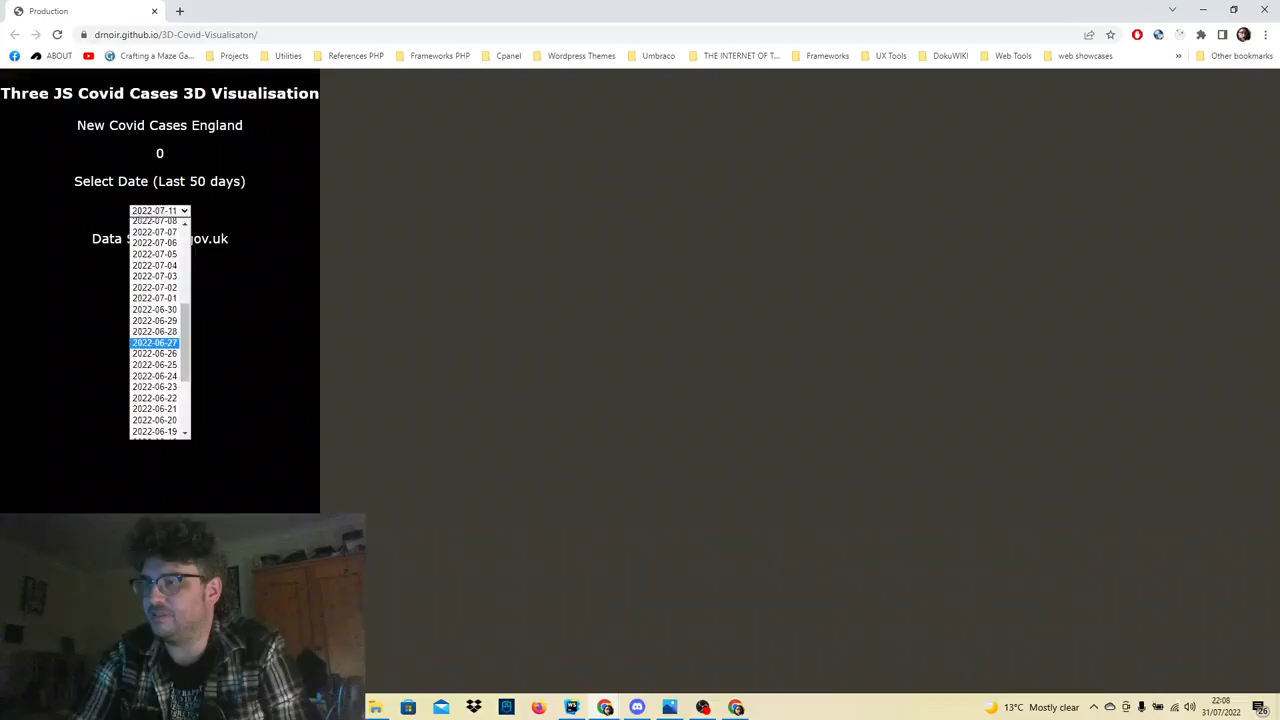 Production
drnoir.github.io/3D-Covid-Visualisaton/
ABOUT
Crafting a Maze Ga...
Projects
Utilities
References PHP
Frameworks PHP
Cpanel
Wordpress Themes
Umbraco
THE INTERNET OF T...
Frameworks
UX Tools
DokuWIKI
Web Tools
web showcases
»
Other bookmarks
Three JS Covid Cases 3D Visualisation
New Covid Cases England
0
Select Date (Last 50 days)
2022-07-11
2022-07-08
2022-07-07
2022-07-06
Data S
gov.uk
2022-07-05
2022-07-04
2022-07-03
2022-07-02
2022-07-01
2022-06-30
2022-06-29
2022-06-28
2022-06-27
2022-06-26
2022-06-25
2022-06-24
2022-06-23
2022-06-22
2022-06-21
2022-06-20
2022-06-19
13°C Mostly clear
22:08
31/07/2022
26